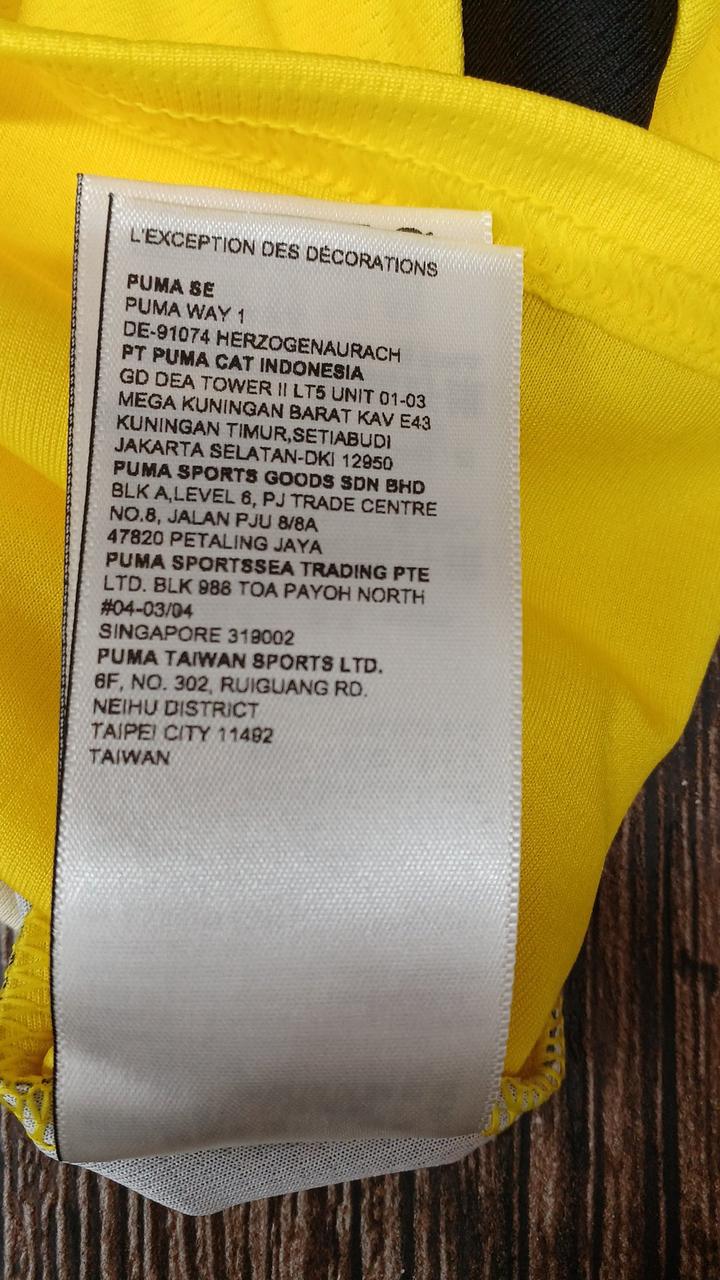 L'EXCEPTION DES DÉCORATIONS
PUMA SE
PUMA WAY 1
DE-91074 HERZOGENAURACH
PT PUMA CAT INDONESIA
GD DEA TOWER II LT5 UNIT 01-03
MEGA KUNINGAN BARAT KAV E43
KUNINGAN TIMUR,SETIABUDI
JAKARTA SELATAN-DKI 12950
PUMA SPORTS GOODS SDN BHD
BLK A,LEVEL 6, PJ TRADE CENTRE
NO.8, JALAN PJU 8/8A
47820 PETALING JAYA
PUMA SPORTSSEA TRADING PTE
LTD. BLK 986 TOA PAYOH NORTH
#04-03/04
SINGAPORE 319002
PUMA TAIWAN SPORTS LTD.
6F, NO. 302, RUIGUANG RD.
NEIHU DISTRICT
TAIPEI CITY 11492
TAIWAN